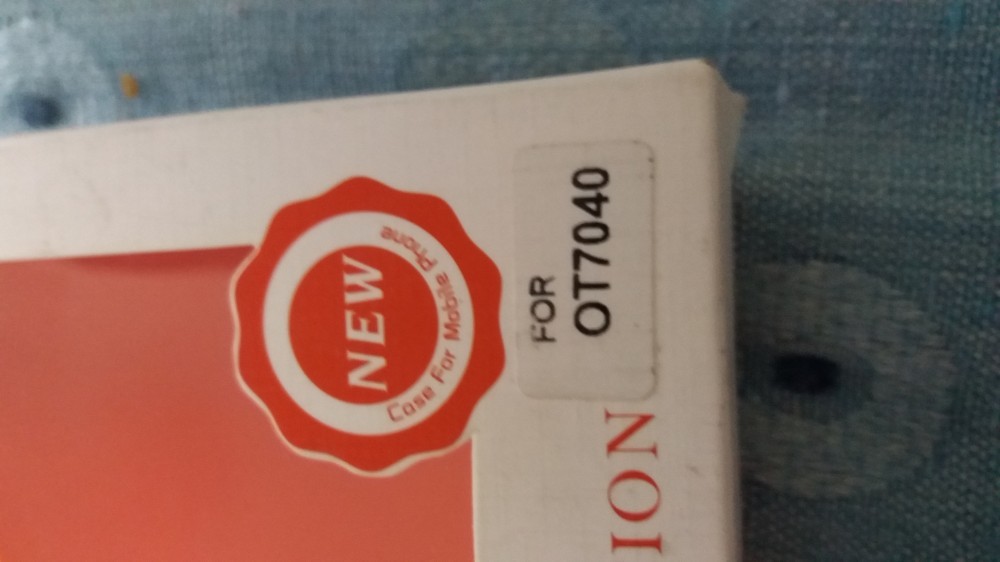 NEW
Case For Mobile Phone
FOR
OT7040
ION